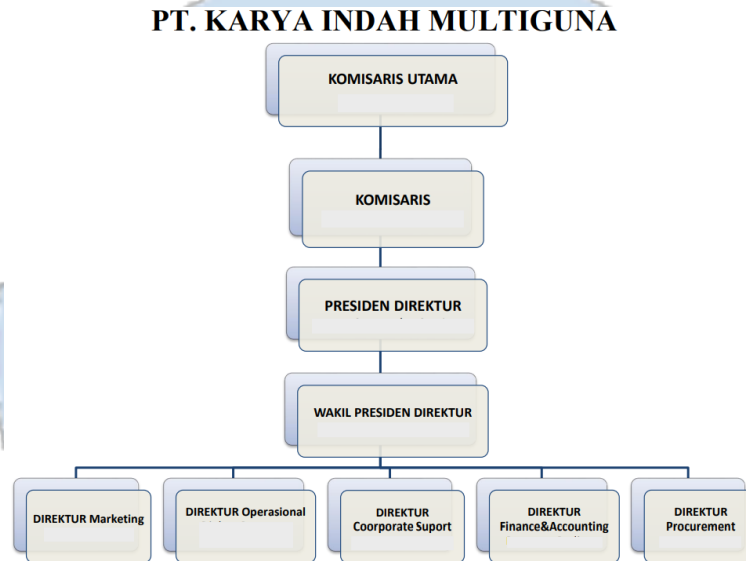 PT. KARYA INDAH MULTIGUNA
KOMISARIS UTAMA
KOMISARIS
PRESIDEN DIREKTUR
WAKIL PRESIDEN DIREKTUR
DIREKTUR Marketing
DIREKTUR Operasional
DIREKTUR
Coorporate Suport
DIREKTUR
Finance&Accounting
DIREKTUR
Procurement